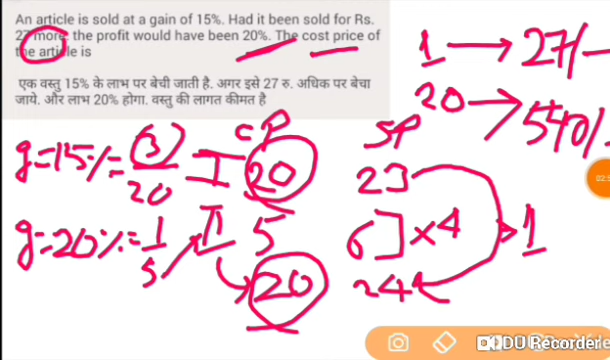 An article is sold at a gain of 15%. Had it been sold for Rs.
27 more, the profit would have been 20%. The cost price of
the article is
एक वस्तु 15% के लाभ पर बेची जाती है. अगर इसे 27 रु. अधिक पर बेचा
जाये. और लाभ 20% होगा. वस्तु की लागत कीमत है
1 → 27/-
20 → 540/-
CP SP
g=15%= 3/20 I 20 23
g=20%= 1/5 II 5 6] ×4 1
20 24
02:5
DU Recorder